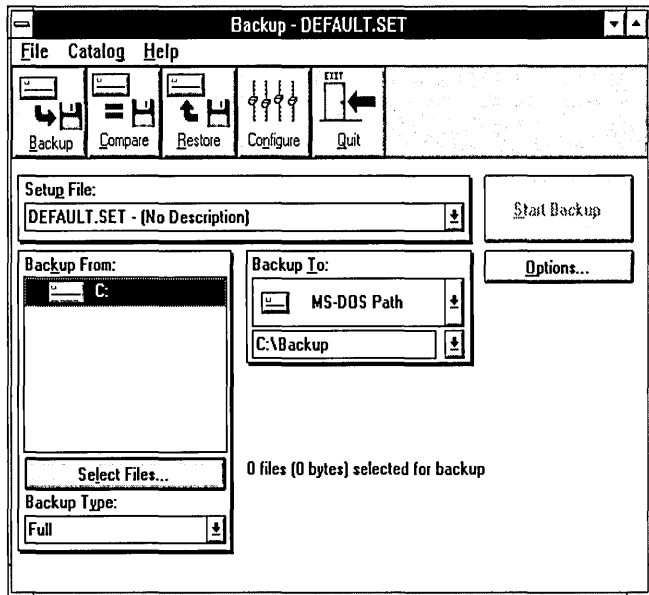 Backup - DEFAULT.SET
File Catalog Help
EXIT
Backup Compare Restore Configure Quit
Setup File:
DEFAULT.SET - (No Description)
Start Backup
Backup From:
Backup To:
Options...
C:
MS-DOS Path
C:\Backup
Select Files...
0 files (0 bytes) selected for backup
Backup Type:
Full